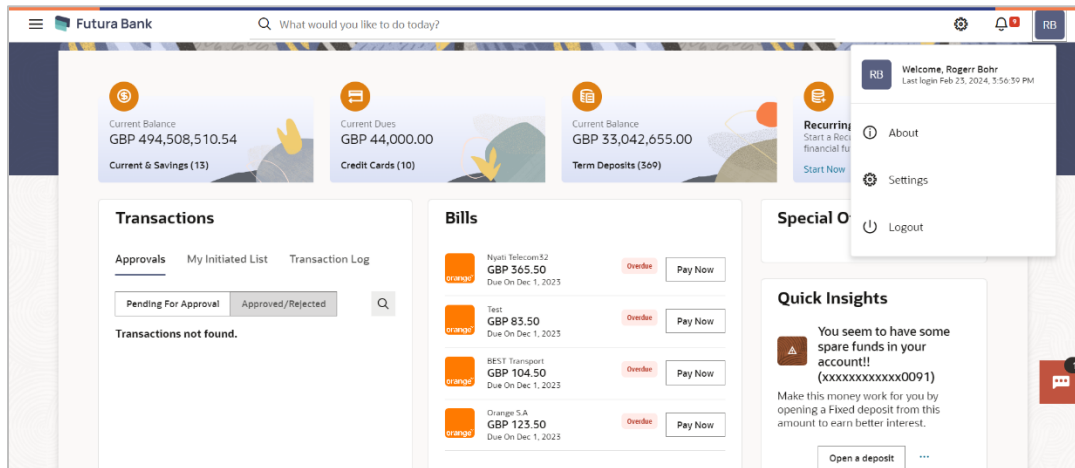 Futura Bank
What would you like to do today?
9
RB
RB
Welcome, Rogerr Bohr
Last login Feb 23, 2024, 3:56:39 PM
About
Settings
Logout
Current Balance
GBP 494,508,510.54
Current & Savings (13)
Current Dues
GBP 44,000.00
Credit Cards (10)
Current Balance
GBP 33,042,655.00
Term Deposits (369)
Recurring
Start a Rec
financial fu
Start Now
Transactions
Approvals My Initiated List Transaction Log
Pending For Approval Approved/Rejected
Transactions not found.
Bills
orange
Nyati Telecom32
GBP 365.50
Due On Dec 1, 2023
Overdue
Pay Now
orange
Test
GBP 83.50
Due On Dec 1, 2023
Overdue
Pay Now
orange
BEST Transport
GBP 104.50
Due On Dec 1, 2023
Overdue
Pay Now
orange
Orange S.A
GBP 123.50
Due On Dec 1, 2023
Overdue
Pay Now
Special O
Quick Insights
You seem to have some
spare funds in your
account!!
(xxxxxxxxxxxx0091)
Make this money work for you by
opening a Fixed deposit from this
amount to earn better interest.
Open a deposit ...